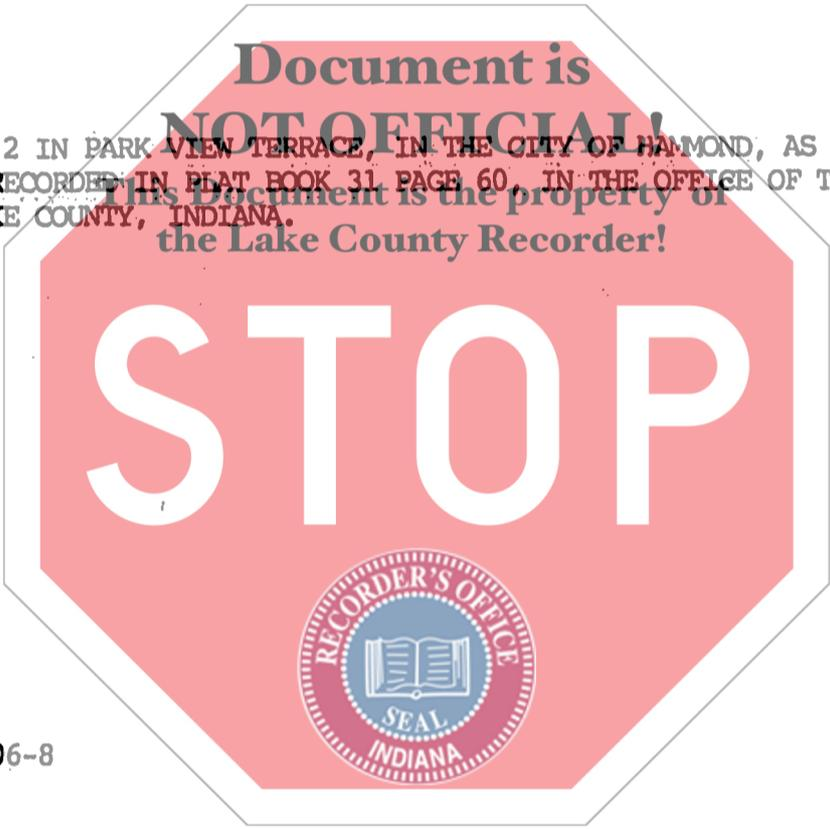 Document is
NOT OFFICIAL!
2 IN PARK VIEW TERRACE, IN THE CITY OF HAMMOND, AS
RECORDED IN PLAT BOOK 31 PAGE 60, IN THE OFFICE OF T
This Document is the property of
E COUNTY, INDIANA.
the Lake County Recorder!
STOP
RECORDER'S OFFICE
SEAL
INDIANA
96-8